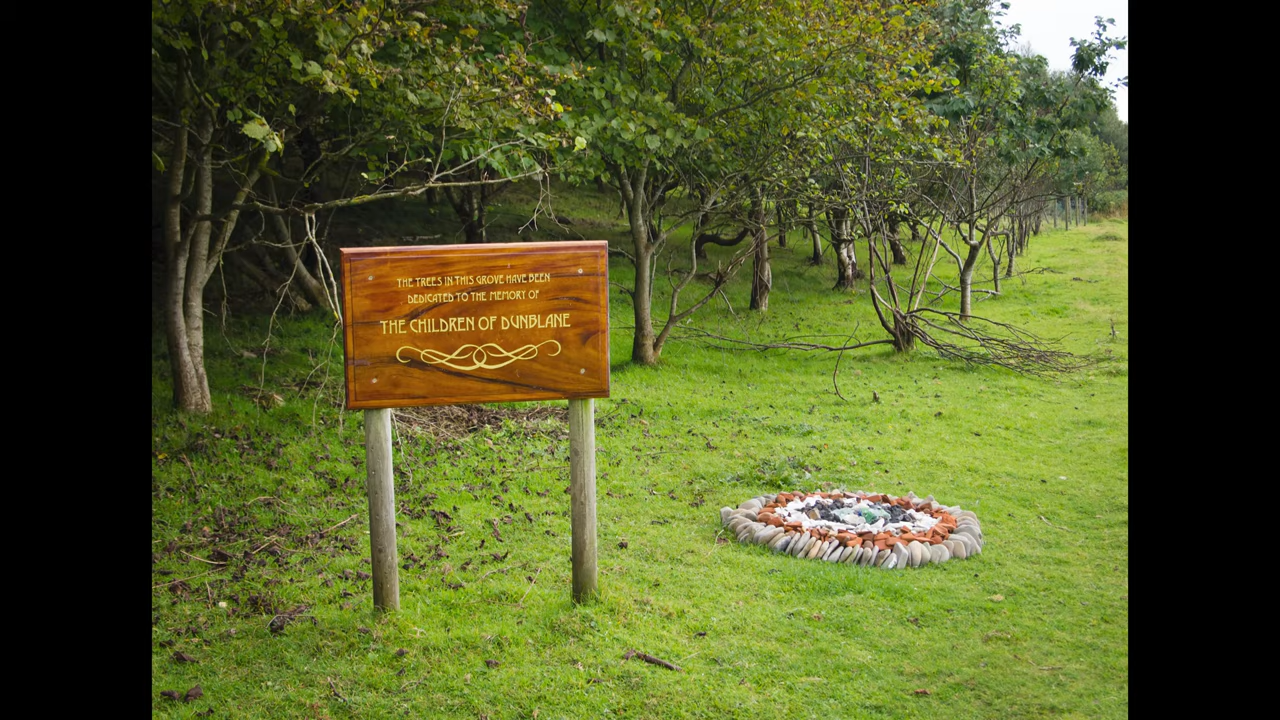 THE TREES IN THIS GROVE HAVE BEEN
DEDICATED TO THE MEMORY OF
THE CHILDREN OF DUNBLANE